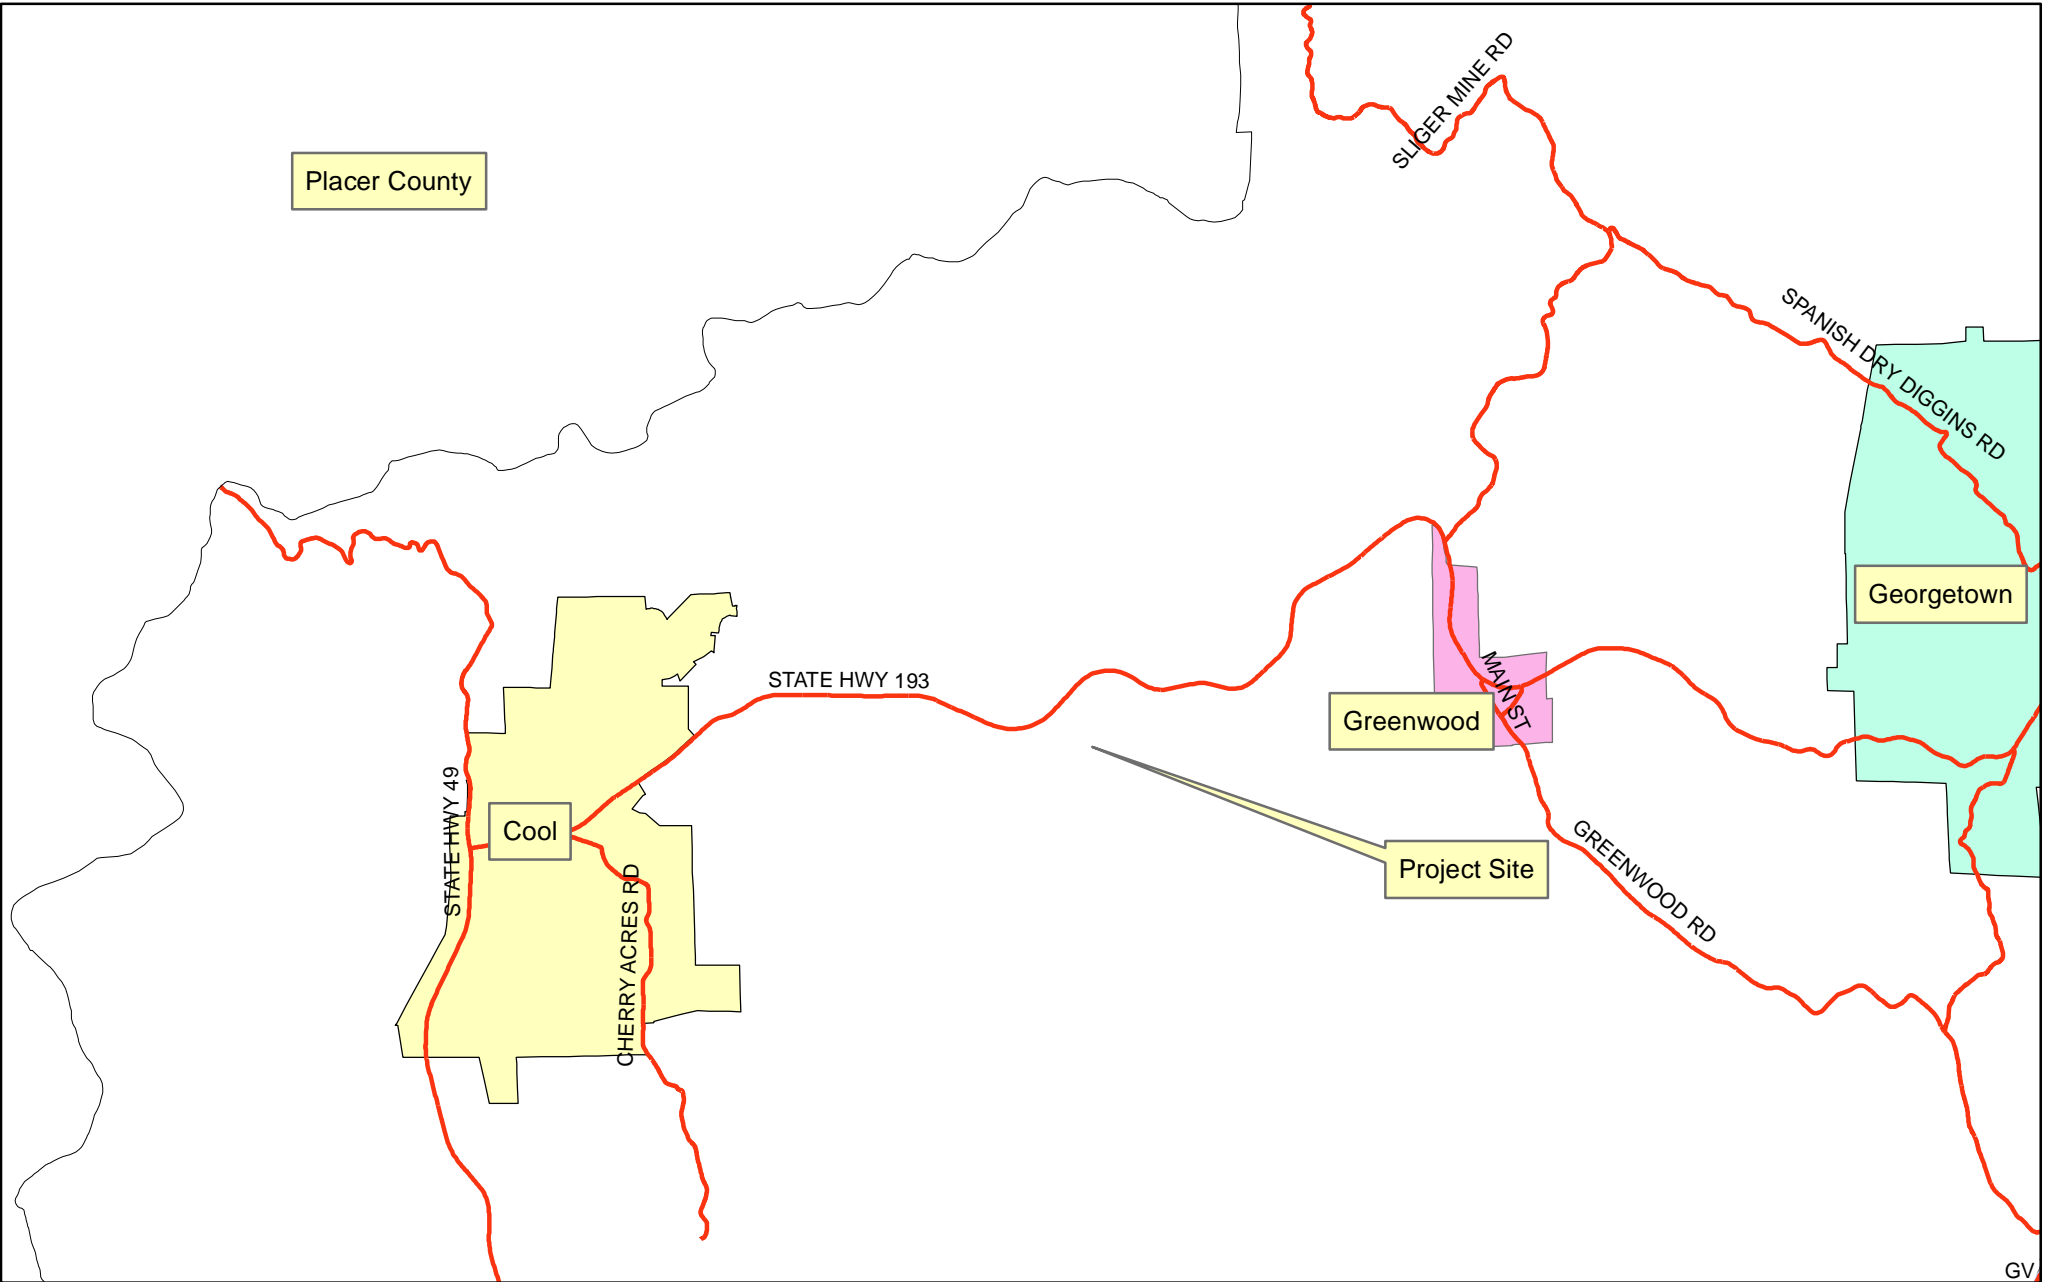 SLIGER MINE RD
Placer County
SPANISH DRY DIGGINS RD
Georgetown
STATE HWY 193
MAIN ST
Greenwood
STATE HWY 49
Cool
Project Site
GREENWOOD RD
CHERRY ACRES RD
GV